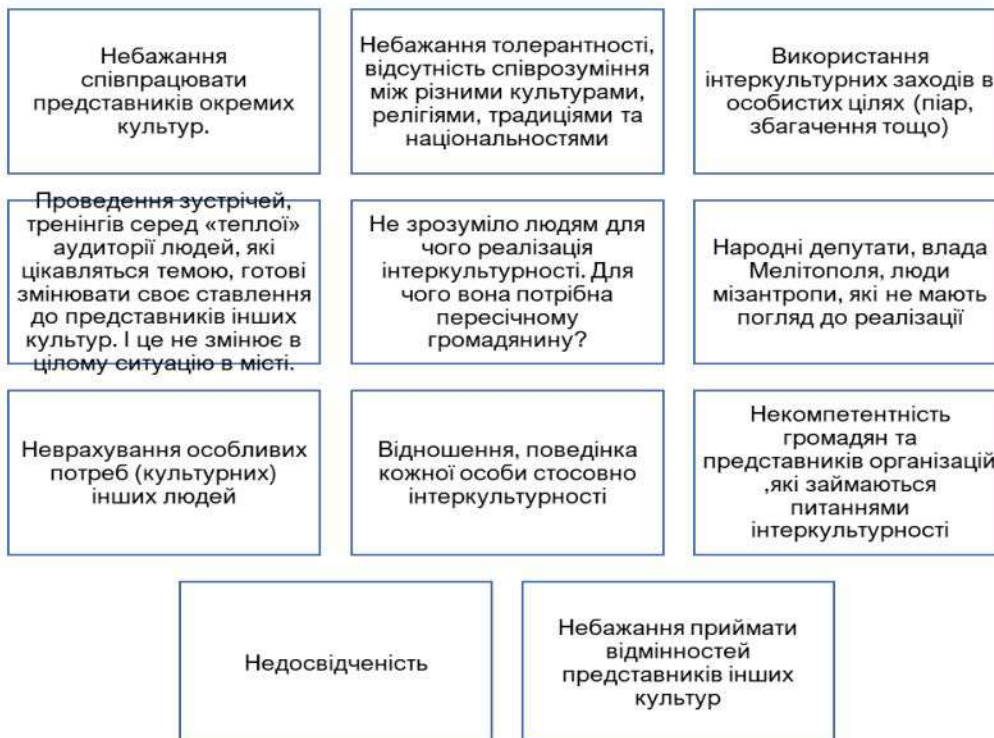 Небажання
співпрацювати
представників окремих
культур.
Небажання толерантності,
відсутність співрозуміння
між різними культурами,
релігіями, традиціями та
національностями
Використання
інтеркультурних заходів в
особистих цілях (піар,
збагачення тощо)
Проведення зустрічей,
тренінгів серед «теплої»
аудиторії людей, які
цікавляться темою, готові
змінювати своє ставлення
до представників інших
культур. І це не змінює в
цілому ситуацію в місті.
Не зрозуміло людям для
чого реалізація
інтеркультурності. Для
чого вона потрібна
пересічному
громадянину?
Народні депутати, влада
Мелітополя, люди
мізантропи, які не мають
погляд до реалізації
Неврахування особливих
потреб (культурних)
інших людей
Відношення, поведінка
кожної особи стосовно
інтеркультурності
Некомпетентність
громадян та
представників організацій
,які займаються
питаннями
інтеркультурності
Недосвідченість
Небажання приймати
відмінностей
представників інших
культур